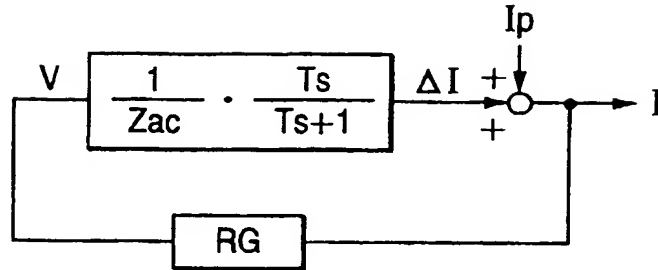 Ip
V
1
Zac
·
Ts
Ts+1
ΔI
+
+
I
RG